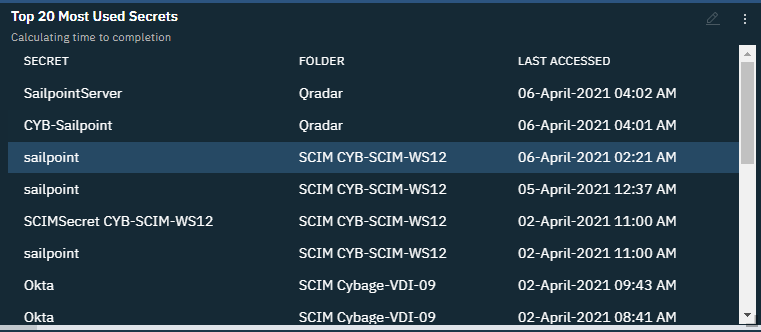 Top 20 Most Used Secrets
Calculating time to completion
SECRET FOLDER LAST ACCESSED
SailpointServer Qradar 06-April-2021 04:02 AM
CYB-Sailpoint Qradar 06-April-2021 04:01 AM
sailpoint SCIM CYB-SCIM-WS12 06-April-2021 02:21 AM
sailpoint SCIM CYB-SCIM-WS12 05-April-2021 12:37 AM
SCIMSecret CYB-SCIM-WS12 SCIM CYB-SCIM-WS12 02-April-2021 11:00 AM
sailpoint SCIM CYB-SCIM-WS12 02-April-2021 11:00 AM
Okta SCIM Cybage-VDI-09 02-April-2021 09:43 AM
Okta SCIM Cybage-VDI-09 02-April-2021 08:41 AM